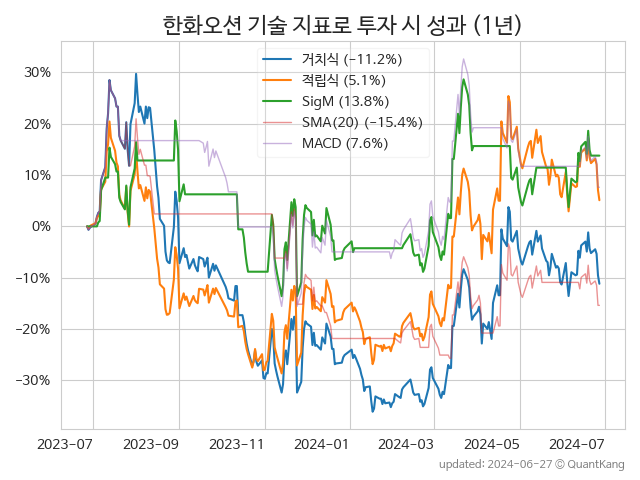 한화오션 기술 지표로 투자 시 성과 (1년)
거치식 (−11.2%)
적립식 (5.1%)
SigM (13.8%)
SMA(20) (−15.4%)
MACD (7.6%)
30%
20%
10%
0%
−10%
−20%
−30%
2023-07 2023-09 2023-11 2024-01 2024-03 2024-05 2024-07
updated: 2024-06-27 ⓒ QuantKang